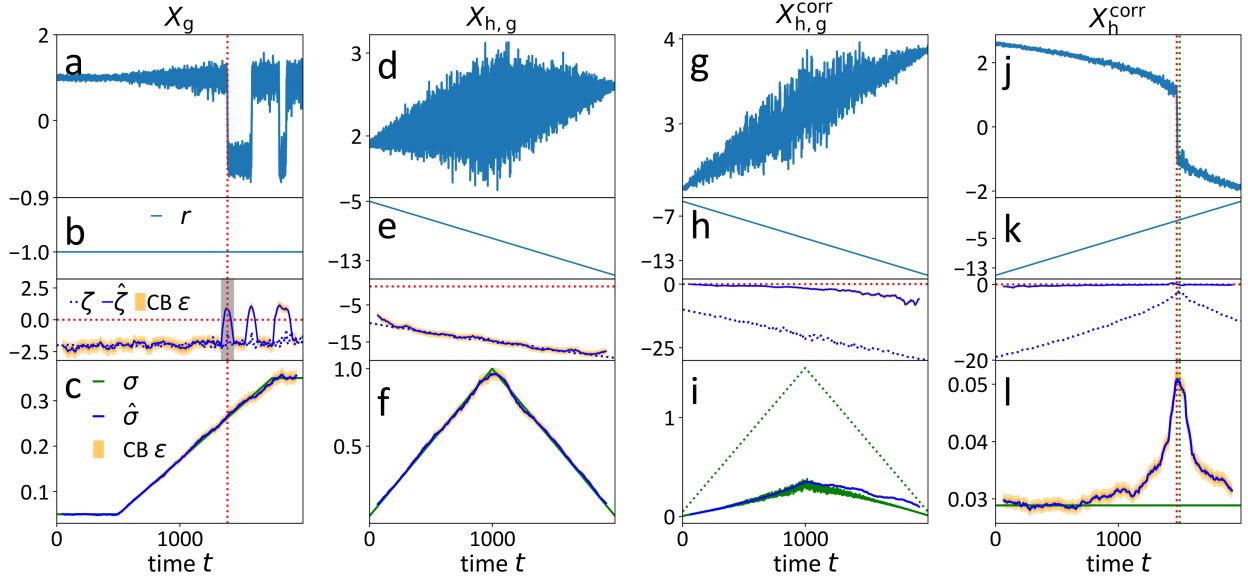 X_g
X_h, g
X^corr_h, g
X^corr_h
a
2
0
−0.9
b
r
−1.0
2.5
0.0
−2.5
ζ ζ̂ CB ε
c
σ
σ̂
CB ε
0.3
0.2
0.1
0 1000
time t
d
3
2
e
−5
−13
−5
−15
f
1.0
0.5
0 1000
time t
g
4
3
h
−7
−13
0
−25
i
1
0
0 1000
time t
j
2
0
−2
k
−5
−13
0
−20
l
0.05
0.04
0.03
0 1000
time t